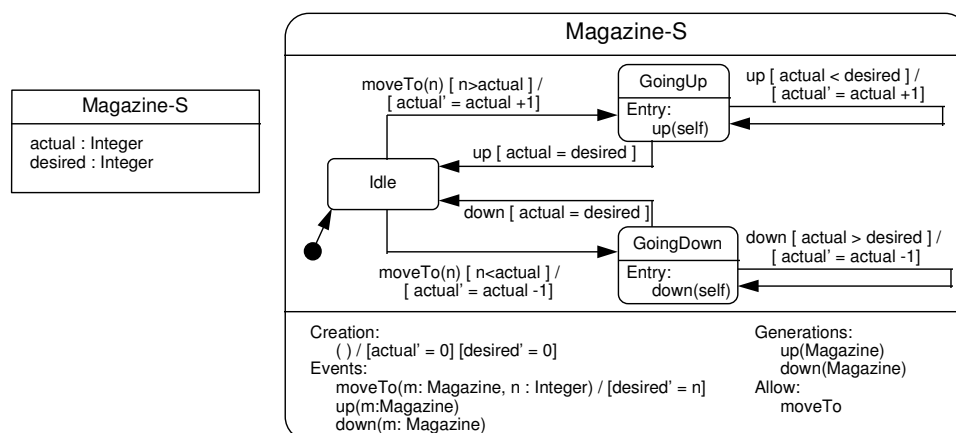 Magazine-S
actual : Integer
desired : Integer
Magazine-S
moveTo(n) [ n>actual ] /
[ actual’ = actual +1]
GoingUp
Entry:
up(self)
up [ actual < desired ] /
[ actual’ = actual +1]
up [ actual = desired ]
Idle
down [ actual = desired ]
GoingDown
Entry:
down(self)
down [ actual > desired ] /
[ actual’ = actual -1]
moveTo(n) [ n<actual ] /
[ actual’ = actual -1]
Creation:
( ) / [actual’ = 0] [desired’ = 0]
Events:
moveTo(m: Magazine, n : Integer) / [desired’ = n]
up(m:Magazine)
down(m: Magazine)
Generations:
up(Magazine)
down(Magazine)
Allow:
moveTo